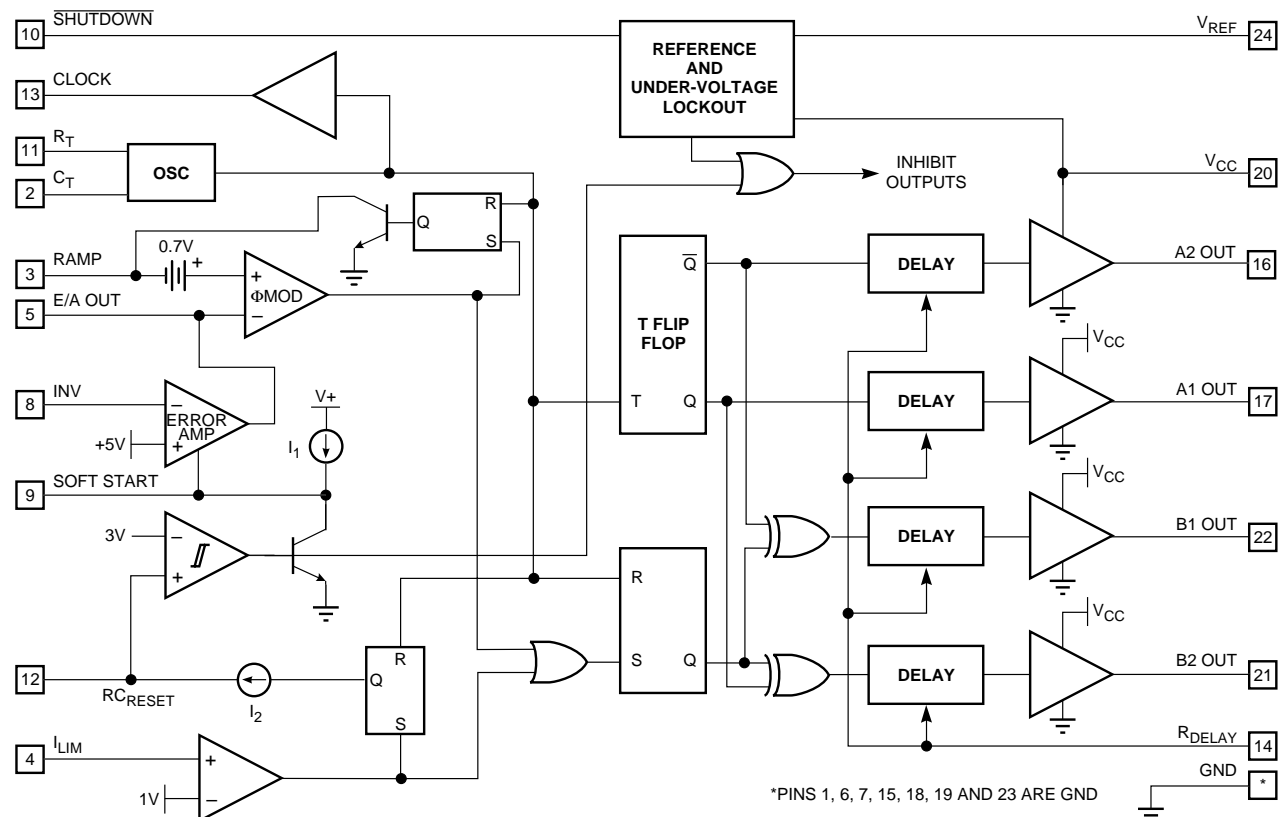 10
SHUTDOWN
13
CLOCK
11
RT
2
CT
OSC
3
RAMP
0.7V
+
5
E/A OUT
+
ΦMOD
−
Q
R
S
8
INV
−
ERROR
AMP
+
+5V
V+
I1
9
SOFT START
3V
−
+
12
RCRESET
I2
Q
R
S
4
ILIM
+
−
1V
REFERENCE
AND
UNDER-VOLTAGE
LOCKOUT
INHIBIT
OUTPUTS
T FLIP
FLOP
Q
T
Q
R
S
Q
DELAY
DELAY
DELAY
DELAY
VREF
24
VCC
20
A2 OUT
16
VCC
A1 OUT
17
VCC
B1 OUT
22
VCC
B2 OUT
21
RDELAY
14
GND
*
*PINS 1, 6, 7, 15, 18, 19 AND 23 ARE GND